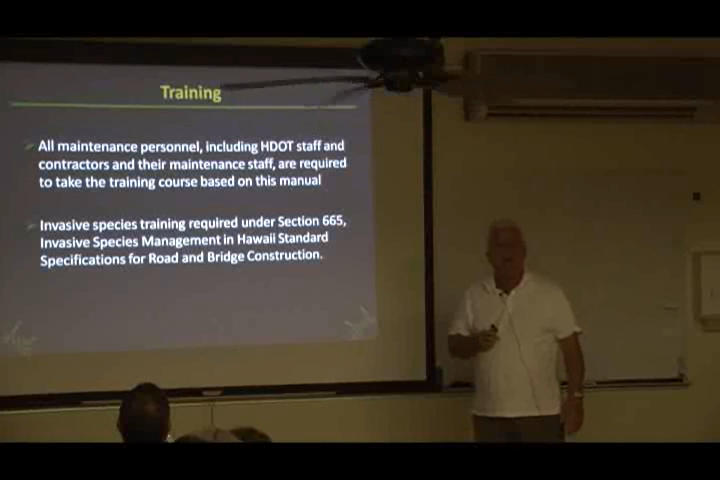 Training
All maintenance personnel, including HDOT staff and
contractors and their maintenance staff, are required
to take the training course based on this manual
Invasive species training required under Section 665,
Invasive Species Management in Hawaii Standard
Specifications for Road and Bridge Construction.